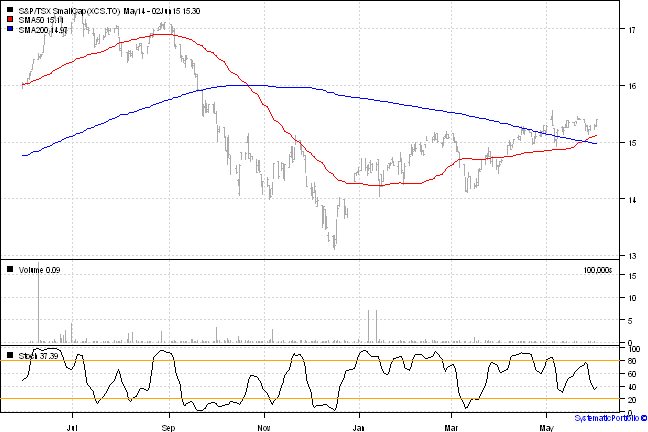 S&P/TSX SmallCap(XCS.TO) May14 - 02Jun15 15.30
SMA50 15.11
SMA200 14.97
17
16
15
14
13
Volume 0.09
100,000s
15
10
5
0
Stoch 37.39
100
80
60
40
20
0
Jul
Sep
Nov
Jan
Mar
May
SystematicPortfolio ©